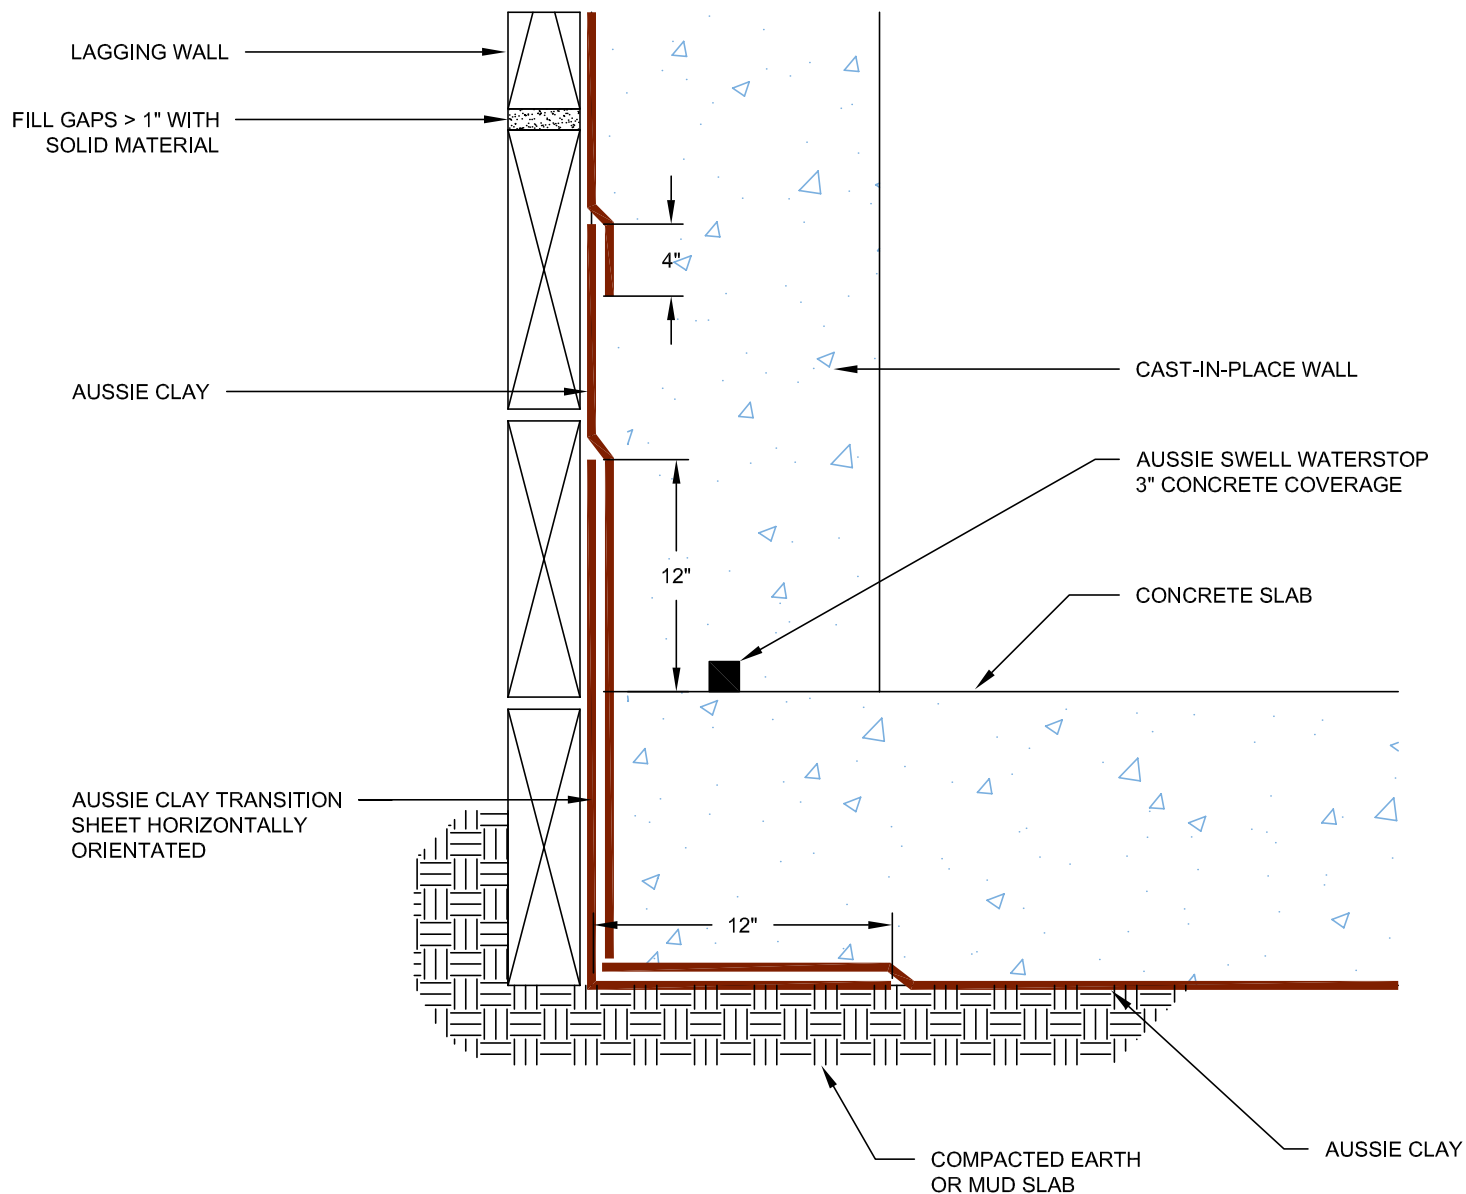 LAGGING WALL
FILL GAPS > 1" WITH
SOLID MATERIAL
4"
AUSSIE CLAY
CAST-IN-PLACE WALL
AUSSIE SWELL WATERSTOP
3" CONCRETE COVERAGE
12"
CONCRETE SLAB
AUSSIE CLAY TRANSITION
SHEET HORIZONTALLY
ORIENTATED
12"
COMPACTED EARTH
OR MUD SLAB
AUSSIE CLAY